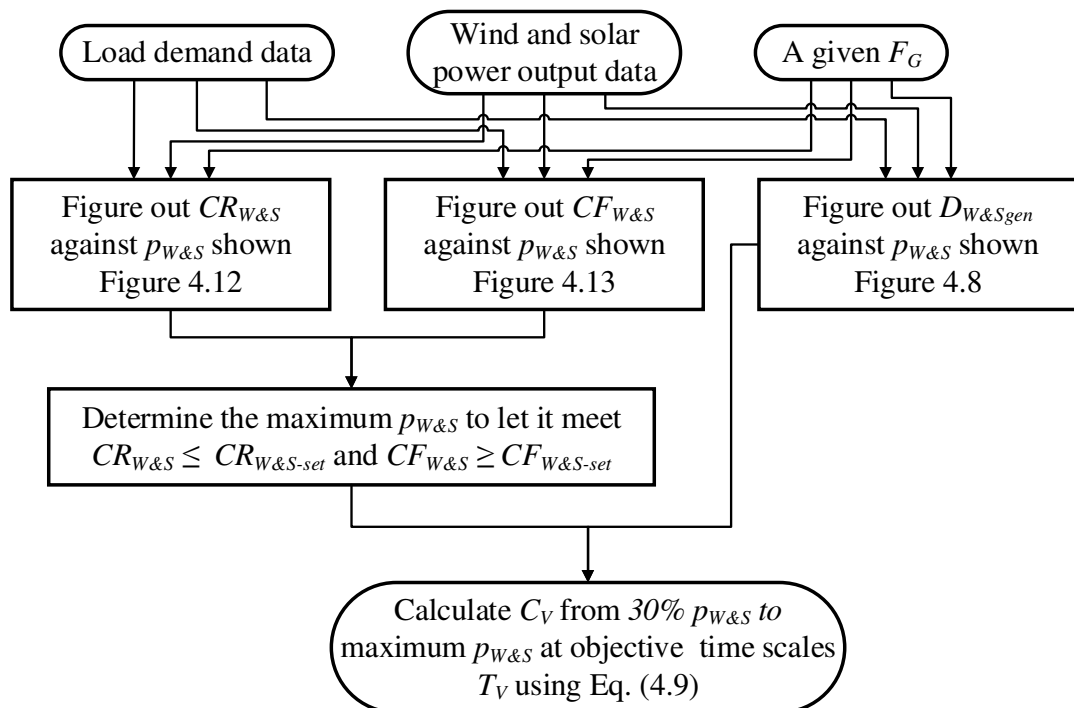 Load demand data
Wind and solar
power output data
A given F_G
Figure out CR_W&S
against p_W&S shown
Figure 4.12
Figure out CF_W&S
against p_W&S shown
Figure 4.13
Figure out D_W&Sgen
against p_W&S shown
Figure 4.8
Determine the maximum p_W&S to let it meet
CR_W&S ≤ CR_W&S-set and CF_W&S ≥ CF_W&S-set
Calculate C_V from 30% p_W&S to
maximum p_W&S at objective time scales
T_V using Eq. (4.9)